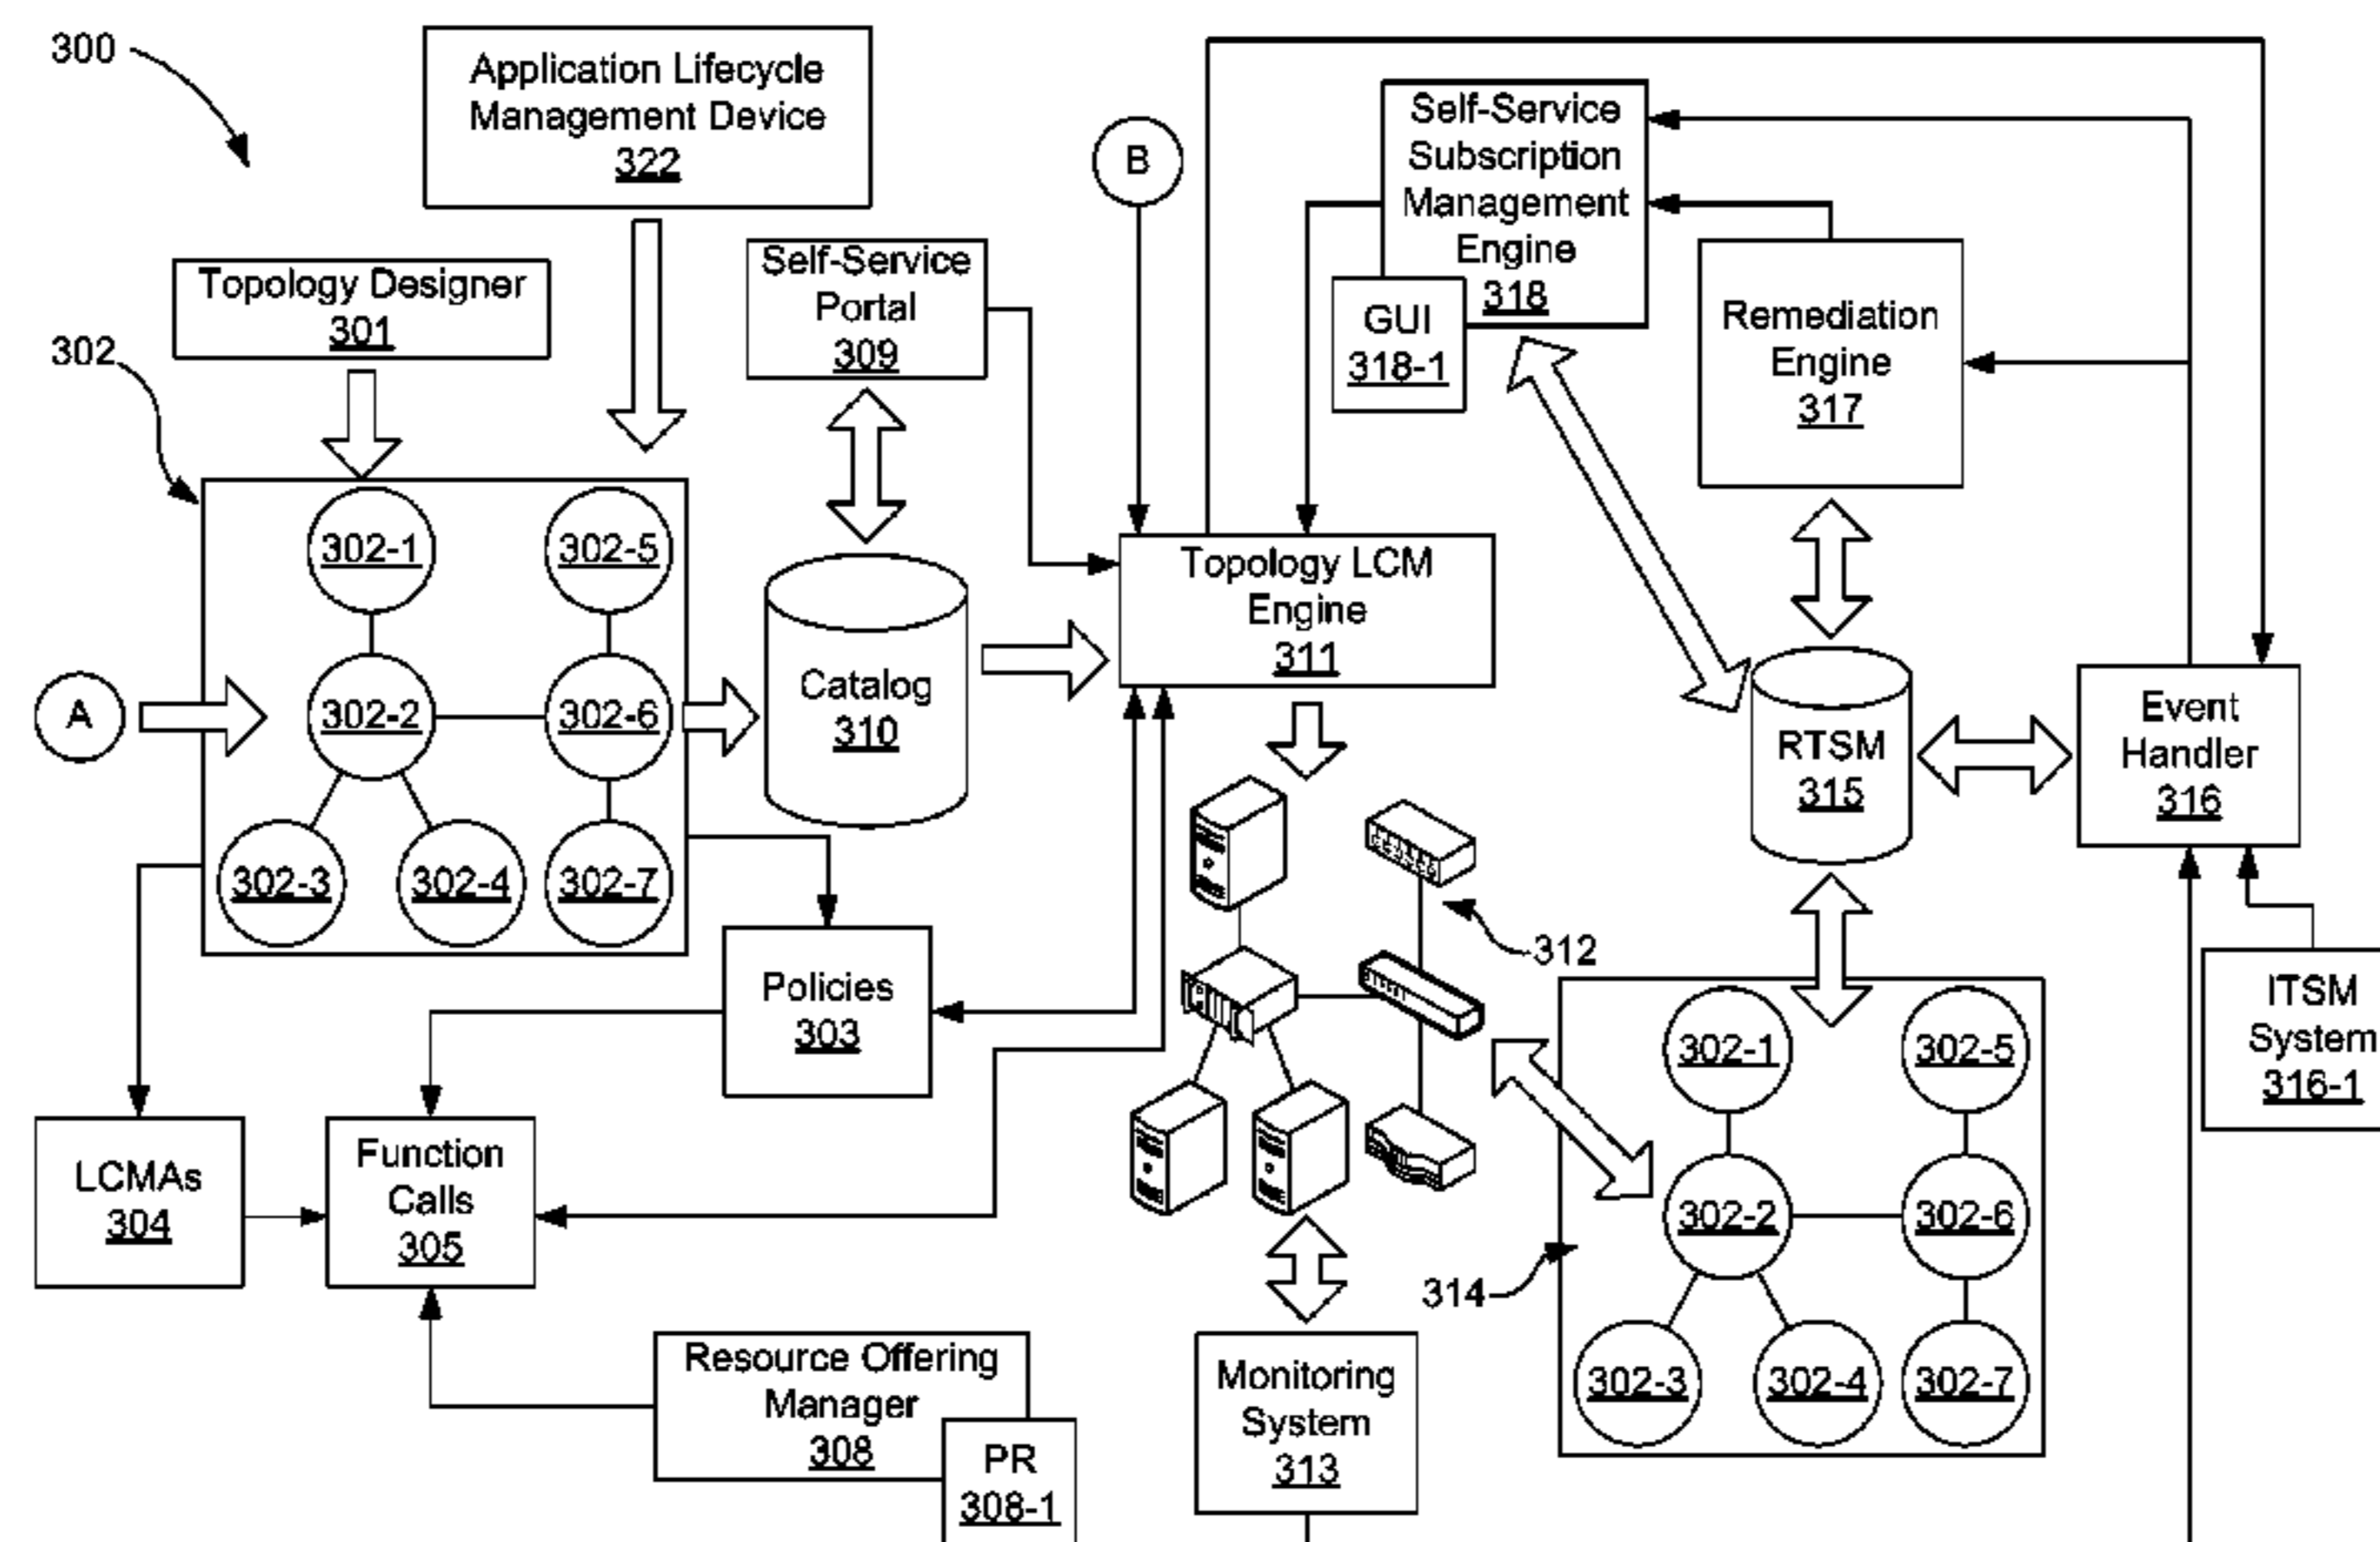 300
Application Lifecycle
Management Device
322
Topology Designer
301
302
Self-Service
Portal
309
B
Self-Service
Subscription
Management
Engine
318
GUI
318-1
Remediation
Engine
317
A
302-1
302-5
302-2
302-6
302-3
302-4
302-7
Catalog
310
Topology LCM
Engine
311
RTSM
315
Event
Handler
316
Policies
303
312
ITSM
System
316-1
LCMAs
304
Function
Calls
305
302-1
302-5
302-2
302-6
302-3
302-4
302-7
314
Resource Offering
Manager
308
PR
308-1
Monitoring
System
313